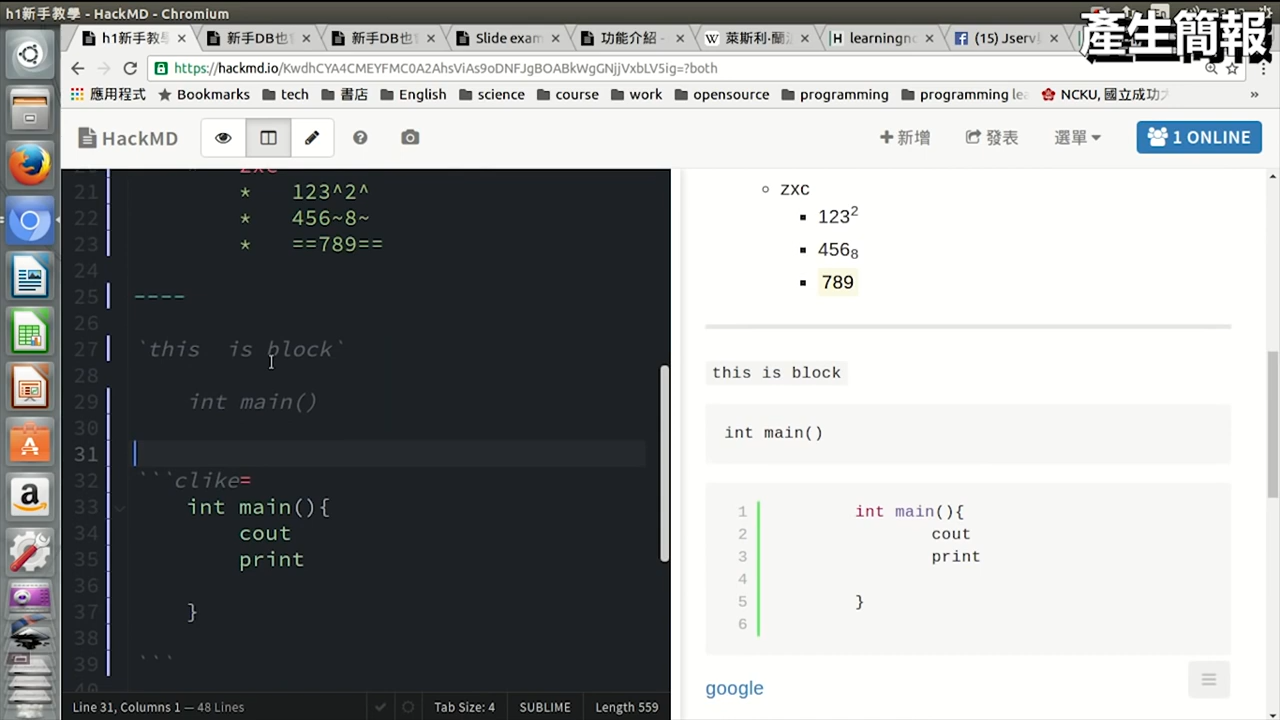 h1新手教學 - HackMD - Chromium
產生簡報
h1新手教 新手DB也 新手DB也 Slide exam 功能介紹 - 萊斯利·蘭 learningno (15) Jserv
https://hackmd.io/KwdhCYA4CMEYFMC0A2AhsViAs9oDNFJgBOABkWgGNjjVxbLV5ig=?both
應用程式 Bookmarks tech 書店 English science course work opensource programming programming lea NCKU, 國立成功 »
HackMD
新增 發表 選單 1 ONLINE
21 * 123^2^
22 * 456~8~
23 * ==789==
24
25 ----
26
27 `this  is block`
28
29 int main()
30
31
32 ```clike=
33 int main(){
34 cout
35 print
36
37 }
38
39 ```
40
Line 31, Columns 1 — 48 Lines
Tab Size: 4 SUBLIME Length 559
zxc
123²
456₈
789
this is block
int main()
1 int main(){
2 cout
3 print
4
5 }
6
google